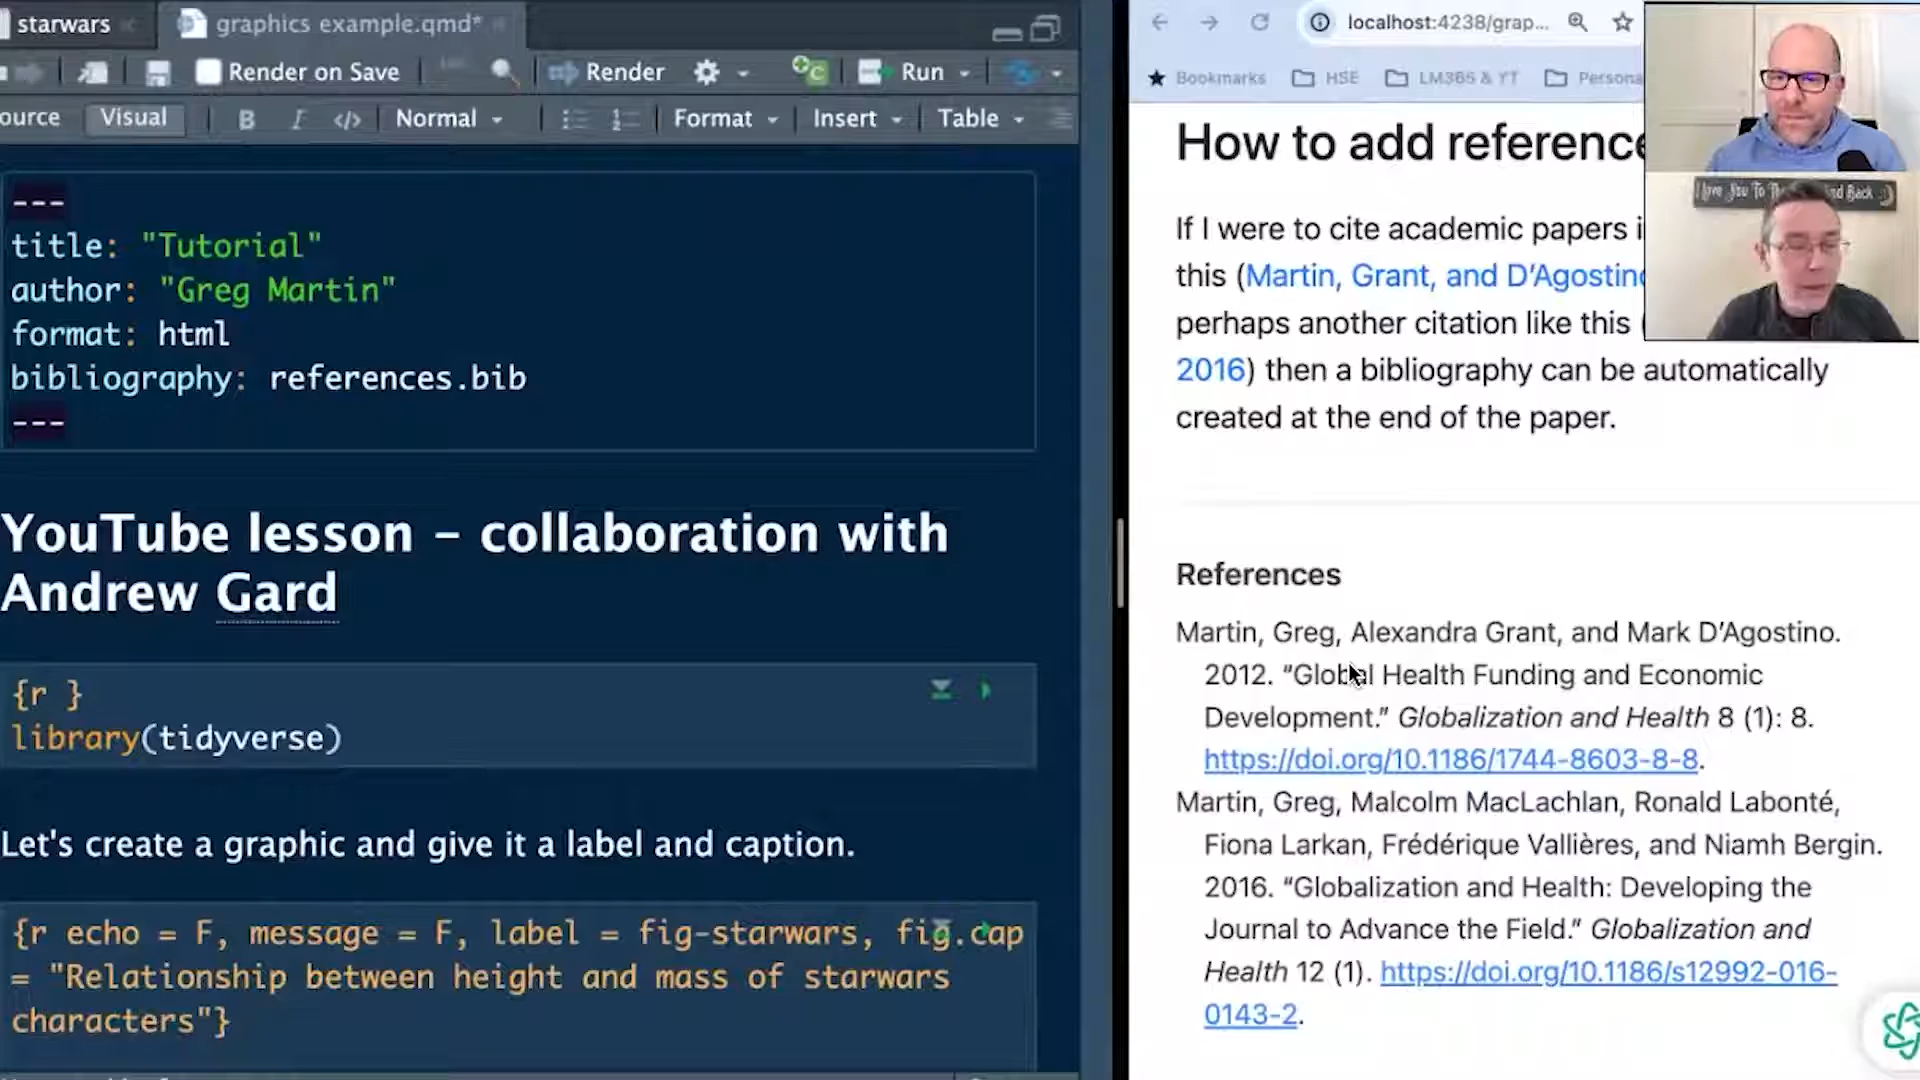 starwars
graphics example.qmd*
Render on Save
Render
Run
ource
Visual
B
I
</>
Normal
Format
Insert
Table
---
title: "Tutorial"
author: "Greg Martin"
format: html
bibliography: references.bib
---
YouTube lesson - collaboration with
Andrew Gard
{r }
library(tidyverse)
Let's create a graphic and give it a label and caption.
{r echo = F, message = F, label = fig-starwars, fig.cap
= "Relationship between height and mass of starwars
characters"}
localhost:4238/grap...
Bookmarks
HSE
LM365 & YT
Persona
How to add reference
If I were to cite academic papers i
this (Martin, Grant, and D’Agostino
perhaps another citation like this (
2016) then a bibliography can be automatically
created at the end of the paper.
References
Martin, Greg, Alexandra Grant, and Mark D’Agostino.
2012. “Global Health Funding and Economic
Development.” Globalization and Health 8 (1): 8.
https://doi.org/10.1186/1744-8603-8-8.
Martin, Greg, Malcolm MacLachlan, Ronald Labonté,
Fiona Larkan, Frédérique Vallières, and Niamh Bergin.
2016. “Globalization and Health: Developing the
Journal to Advance the Field.” Globalization and
Health 12 (1). https://doi.org/10.1186/s12992-016-
0143-2.
I love You To The nd Back